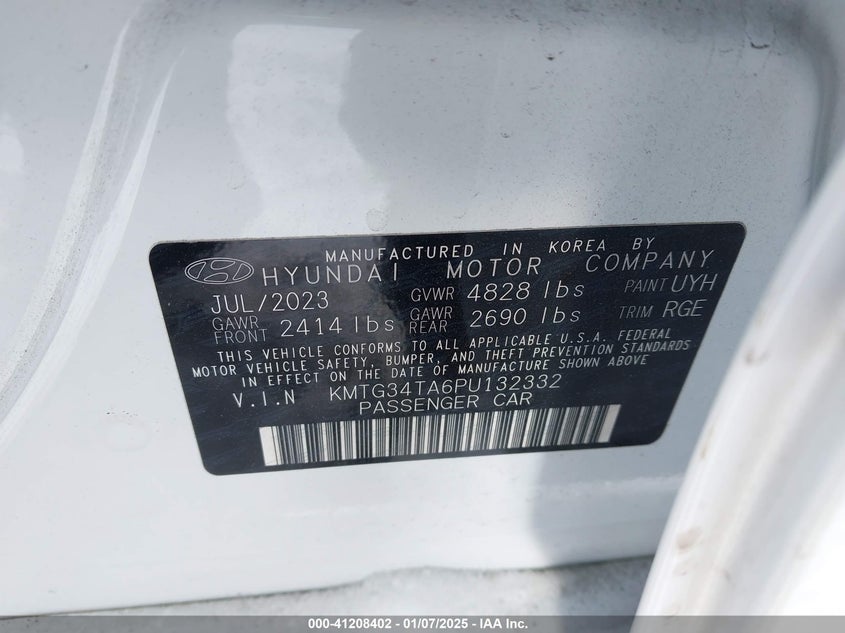 MANUFACTURED IN KOREA BY
HYUNDAI MOTOR COMPANY
JUL/2023 GVWR 4828 lbs PAINT UYH
GAWR FRONT 2414 lbs GAWR REAR 2690 lbs TRIM RGE
THIS VEHICLE CONFORMS TO ALL APPLICABLE U.S.A. FEDERAL
MOTOR VEHICLE SAFETY, BUMPER, AND THEFT PREVENTION STANDARDS
IN EFFECT ON THE DATE OF MANUFACTURE SHOWN ABOVE.
V.I.N KMTG34TA6PU132332
PASSENGER CAR
000-41208402 - 01/07/2025 - IAA Inc.